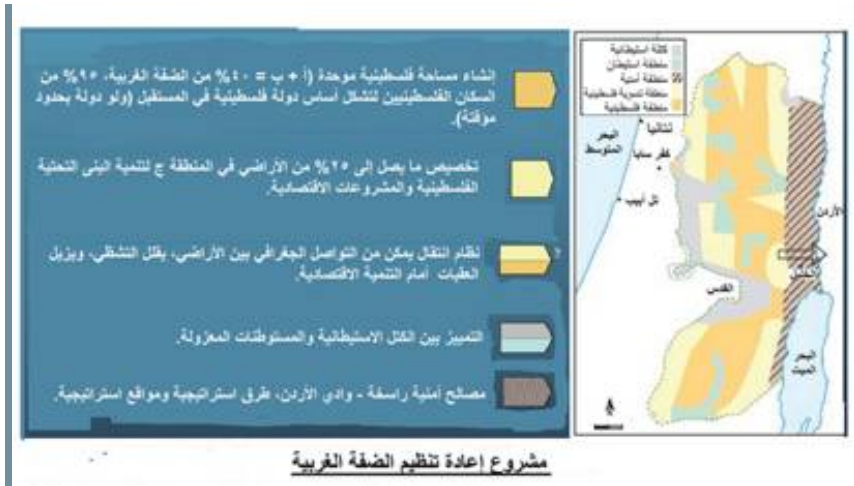 إنشاء مساحة فلسطينية موحدة (أ + ب = ٤٠% من الضفة الغربية، ٩٥% من
السكان الفلسطينيين لتشكل أساس دولة فلسطينية في المستقبل (ولو دولة بحدود
موقتة).
تخصيص ما يصل إلى ٢٥% من الأراضي في المنطقة ج لتنمية البنى التحتية
الفلسطينية والمشروعات الاقتصادية.
نظام انتقال يمكن من التواصل الجغرافي بين الأراضي، يقلل التشظي، ويزيل
العقبات أمام التنمية الاقتصادية.
التمييز بين الكتل الاستيطانية والمستوطنات المعزولة.
مصالح أمنية راسخة - وادي الأردن، طرق استراتيجية ومواقع استراتيجية.
كتلة استيطانية
منطقة استيطان
منطقة أمنية
منطقة تسوية فلسطينية
منطقة فلسطينية
البحر
المتوسط
نتانيا
كفر سابا
تل أبيب
الأردن
القدس
البحر
الميت
مشروع إعادة تنظيم الضفة الغربية